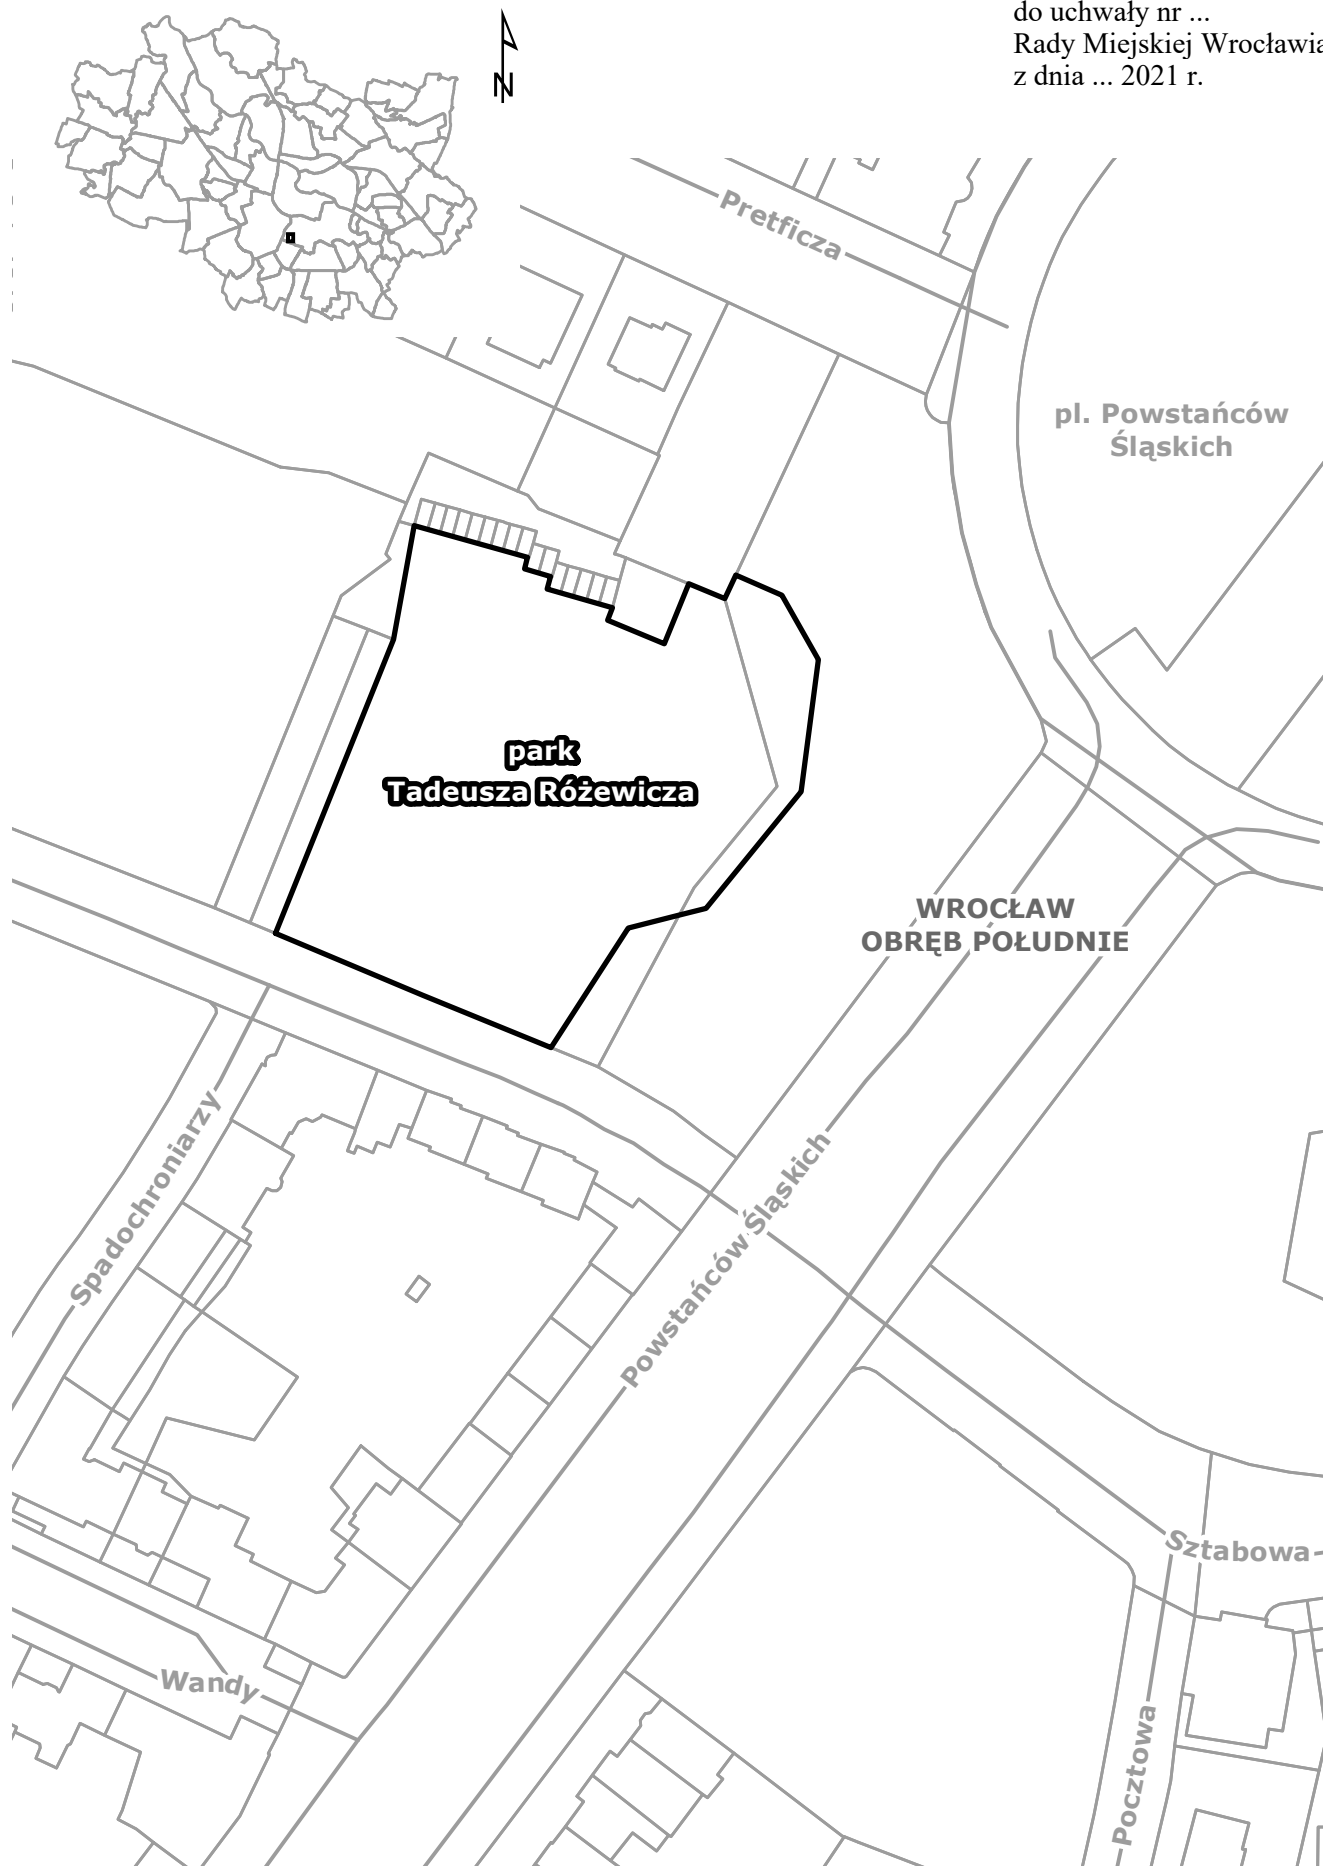 do uchwały nr ...
Rady Miejskiej Wrocławia
z dnia ... 2021 r.
N
Pretficza
pl. Powstańców
Śląskich
park
Tadeusza Różewicza
WROCŁAW
OBRĘB POŁUDNIE
Spadochroniarzy
Powstańców Śląskich
Sztabowa
Wandy
Pocztowa